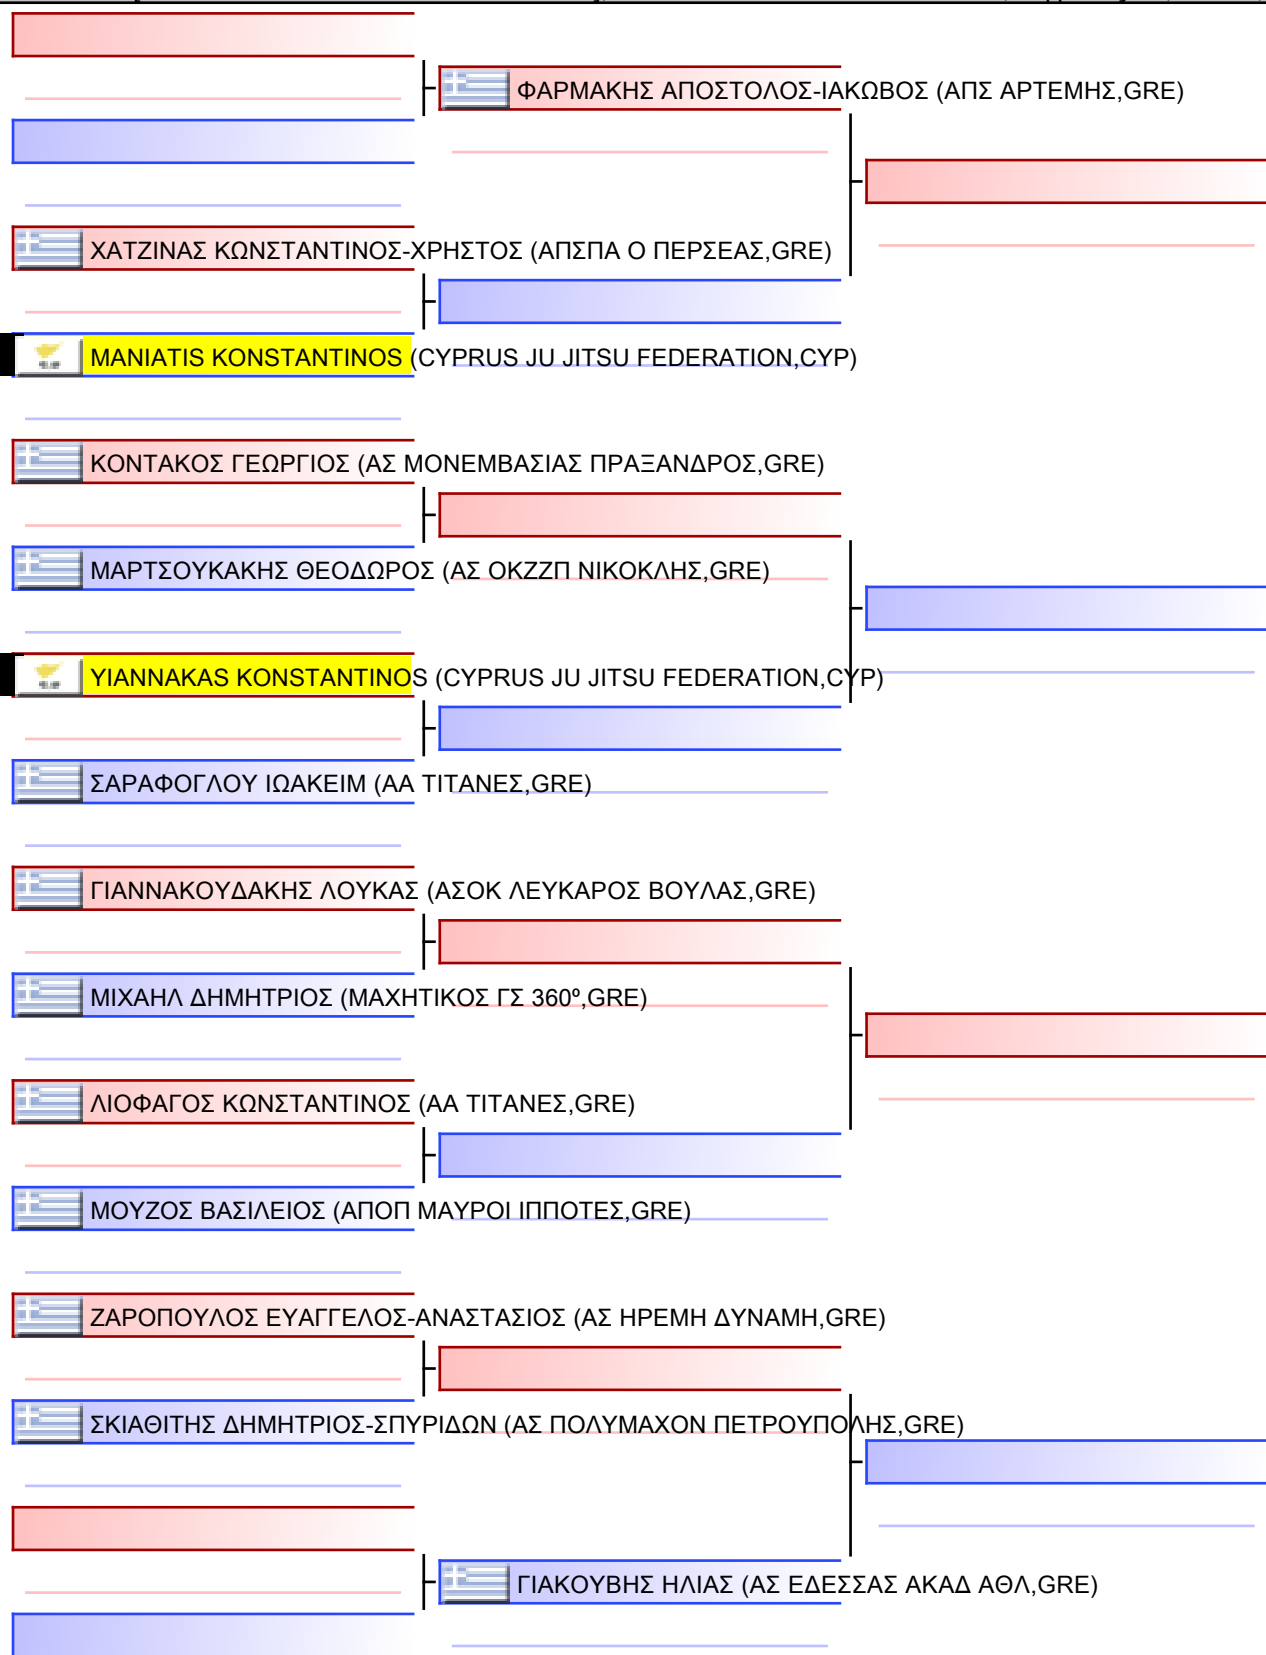 ΦΑΡΜΑΚΗΣ ΑΠΟΣΤΟΛΟΣ-ΙΑΚΩΒΟΣ (ΑΠΣ ΑΡΤΕΜΗΣ,GRE)
ΧΑΤΖΙΝΑΣ ΚΩΝΣΤΑΝΤΙΝΟΣ-ΧΡΗΣΤΟΣ (ΑΠΣΠΑ Ο ΠΕΡΣΕΑΣ,GRE)
MANIATIS KONSTANTINOS (CYPRUS JU JITSU FEDERATION,CYP)
ΚΟΝΤΑΚΟΣ ΓΕΩΡΓΙΟΣ (ΑΣ ΜΟΝΕΜΒΑΣΙΑΣ ΠΡΑΞΑΝΔΡΟΣ,GRE)
ΜΑΡΤΣΟΥΚΑΚΗΣ ΘΕΟΔΩΡΟΣ (ΑΣ ΟΚΖΖΠ ΝΙΚΟΚΛΗΣ,GRE)
YIANNAKAS KONSTANTINOS (CYPRUS JU JITSU FEDERATION,CYP)
ΣΑΡΑΦΟΓΛΟΥ ΙΩΑΚΕΙΜ (ΑΑ ΤΙΤΑΝΕΣ,GRE)
ΓΙΑΝΝΑΚΟΥΔΑΚΗΣ ΛΟΥΚΑΣ (ΑΣΟΚ ΛΕΥΚΑΡΟΣ ΒΟΥΛΑΣ,GRE)
ΜΙΧΑΗΛ ΔΗΜΗΤΡΙΟΣ (ΜΑΧΗΤΙΚΟΣ ΓΣ 360º,GRE)
ΛΙΟΦΑΓΟΣ ΚΩΝΣΤΑΝΤΙΝΟΣ (ΑΑ ΤΙΤΑΝΕΣ,GRE)
ΜΟΥΖΟΣ ΒΑΣΙΛΕΙΟΣ (ΑΠΟΠ ΜΑΥΡΟΙ ΙΠΠΟΤΕΣ,GRE)
ΖΑΡΟΠΟΥΛΟΣ ΕΥΑΓΓΕΛΟΣ-ΑΝΑΣΤΑΣΙΟΣ (ΑΣ ΗΡΕΜΗ ΔΥΝΑΜΗ,GRE)
ΣΚΙΑΘΙΤΗΣ ΔΗΜΗΤΡΙΟΣ-ΣΠΥΡΙΔΩΝ (ΑΣ ΠΟΛΥΜΑΧΟΝ ΠΕΤΡΟΥΠΟΛΗΣ,GRE)
ΓΙΑΚΟΥΒΗΣ ΗΛΙΑΣ (ΑΣ ΕΔΕΣΣΑΣ ΑΚΑΔ ΑΘΛ,GRE)